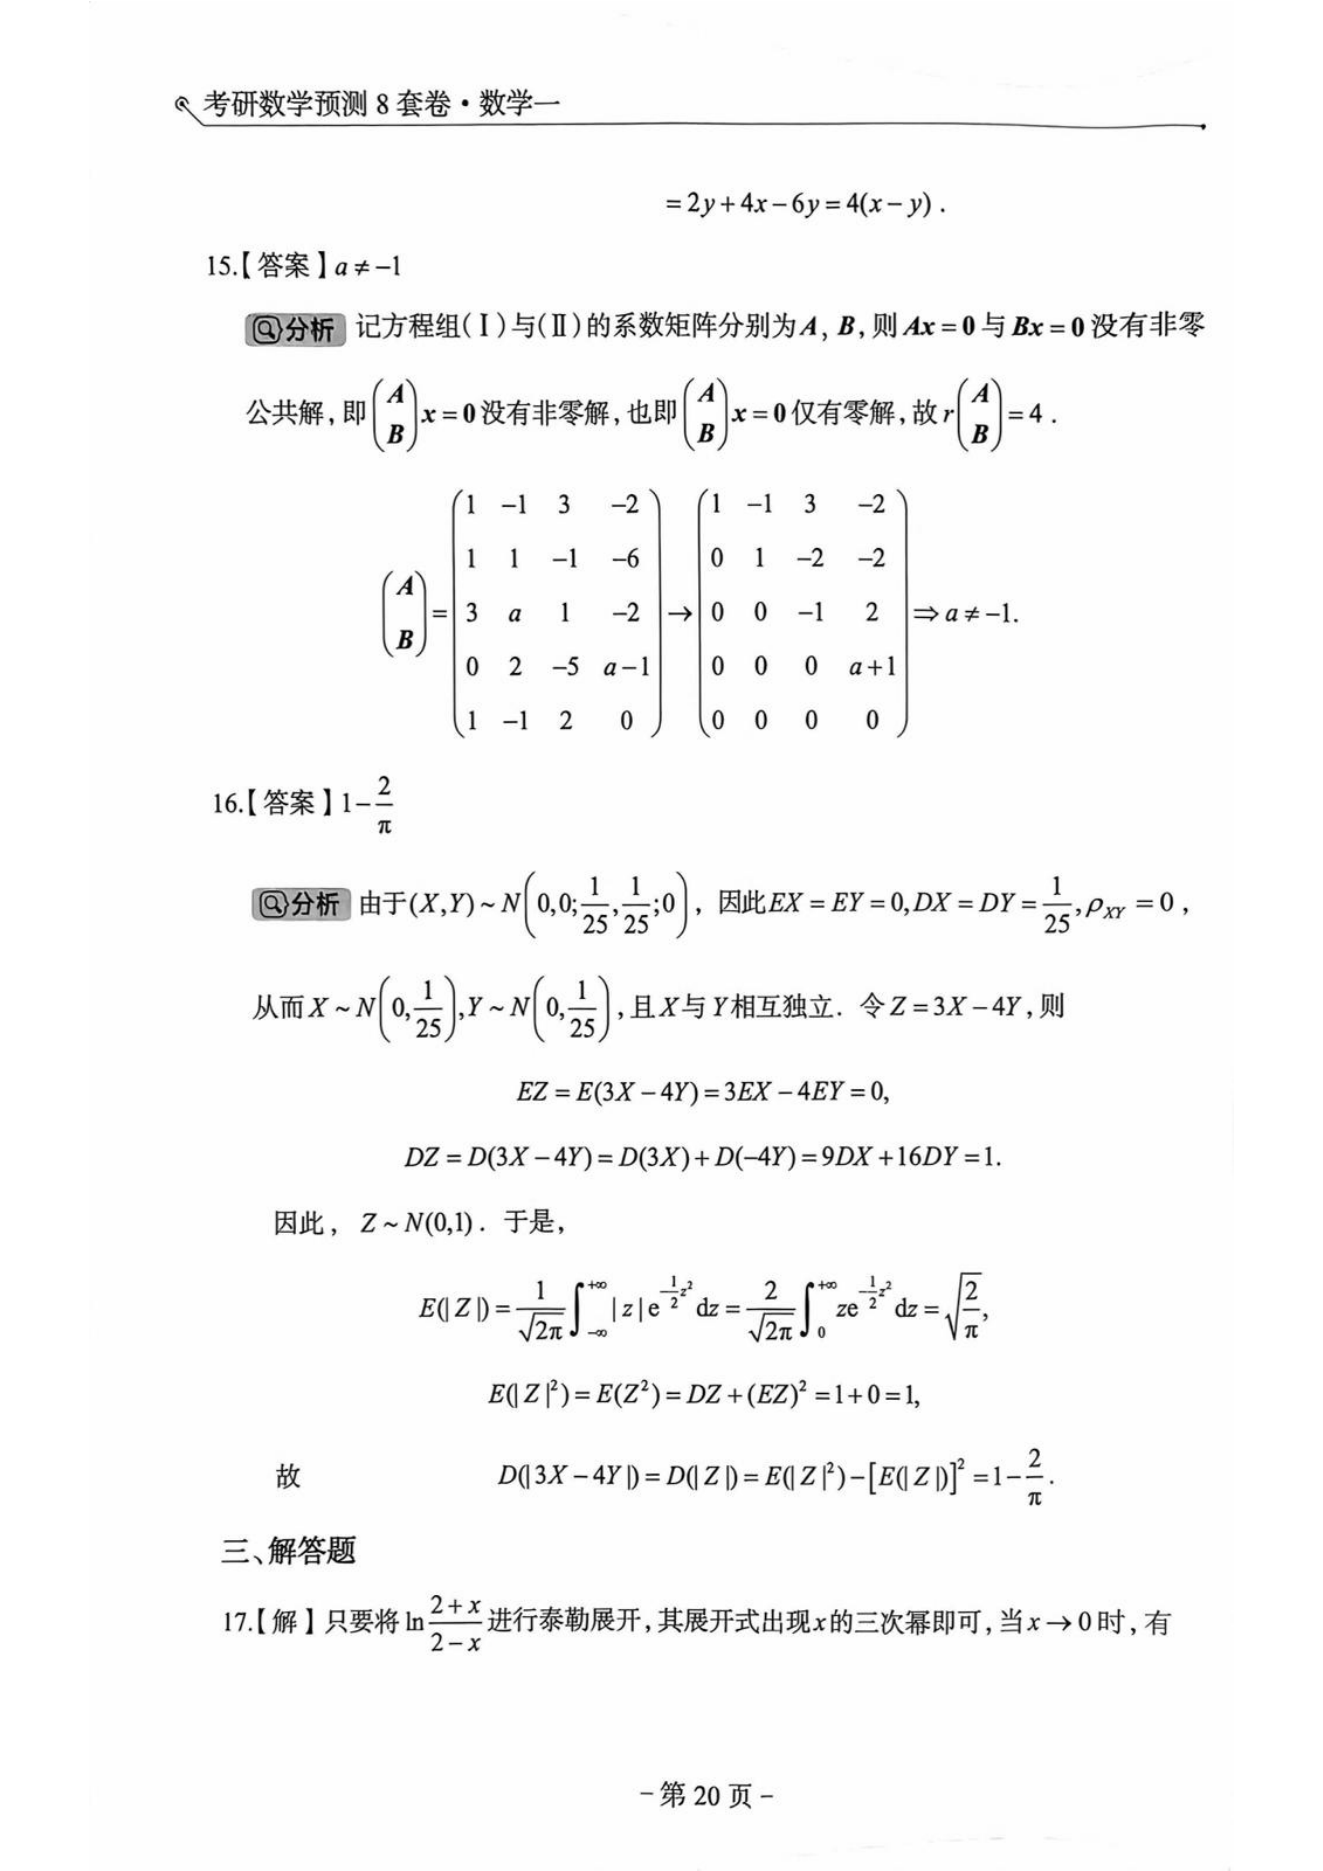 考研数学预测 8 套卷·数学一
=2y+4x−6y=4(x−y) .
15.【答案】a≠−1
分析 记方程组(Ⅰ)与(Ⅱ)的系数矩阵分别为A, B,则Ax=0与Bx=0没有非零
公共解,即(A B)x=0没有非零解,也即(A B)x=0仅有零解,故r(A B)=4 .
(A B)=(1 −1 3 −2; 1 1 −1 −6; 3 a 1 −2; 0 2 −5 a−1; 1 −1 2 0)→(1 −1 3 −2; 0 1 −2 −2; 0 0 −1 2; 0 0 0 a+1; 0 0 0 0)⇒a≠−1.
16.【答案】1−2/π
分析 由于(X,Y)~N(0,0;1/25,1/25;0), 因此EX=EY=0,DX=DY=1/25,ρXY=0,
从而X~N(0,1/25),Y~N(0,1/25),且X与Y相互独立. 令Z=3X−4Y,则
EZ=E(3X−4Y)=3EX−4EY=0,
DZ=D(3X−4Y)=D(3X)+D(−4Y)=9DX+16DY=1.
因此, Z~N(0,1). 于是,
E(|Z|)=1/√2π ∫−∞+∞|z|e^(−1/2 z²)dz=2/√2π ∫0+∞ ze^(−1/2 z²)dz=√(2/π),
E(|Z|²)=E(Z²)=DZ+(EZ)²=1+0=1,
故 D(|3X−4Y|)=D(|Z|)=E(|Z|²)−[E(|Z|)]²=1−2/π.
三、解答题
17.【解】只要将ln (2+x)/(2−x) 进行泰勒展开,其展开式出现x的三次幂即可,当x→0时,有
−第 20 页−